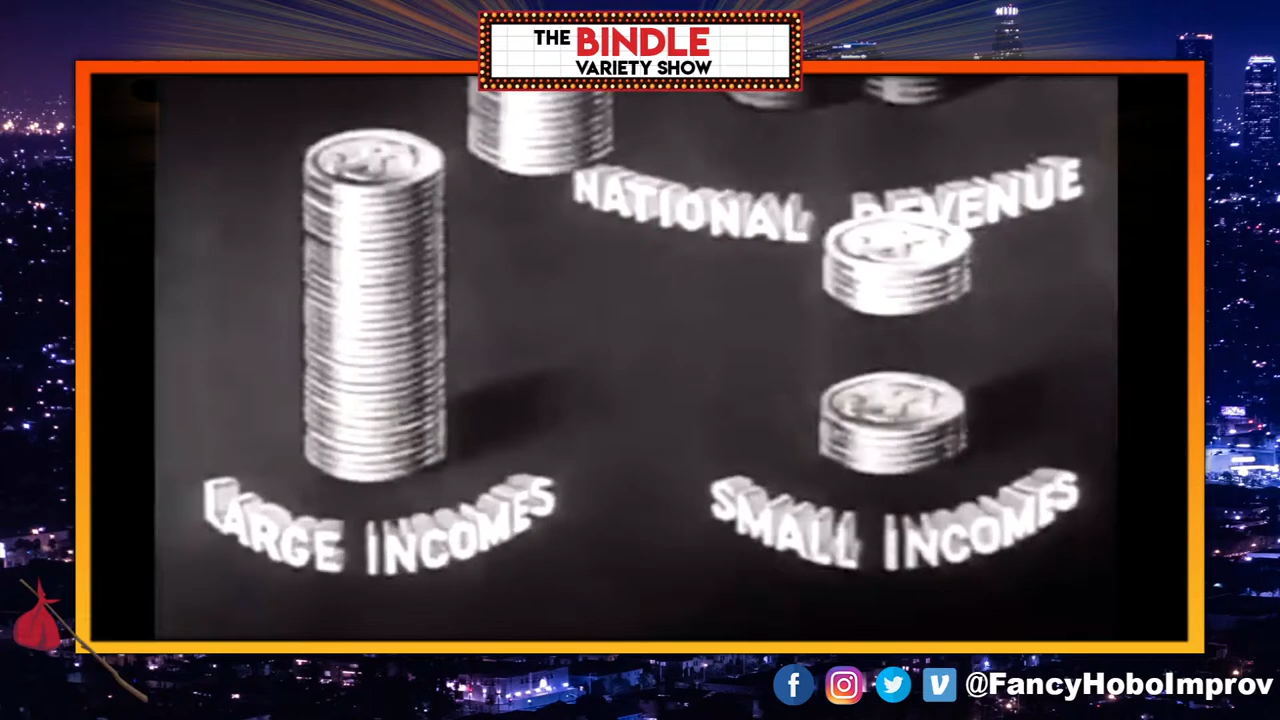 THE BINDLE
VARIETY SHOW
NATIONAL REVENUE
LARGE INCOMES
SMALL INCOMES
@FancyHoboImprov